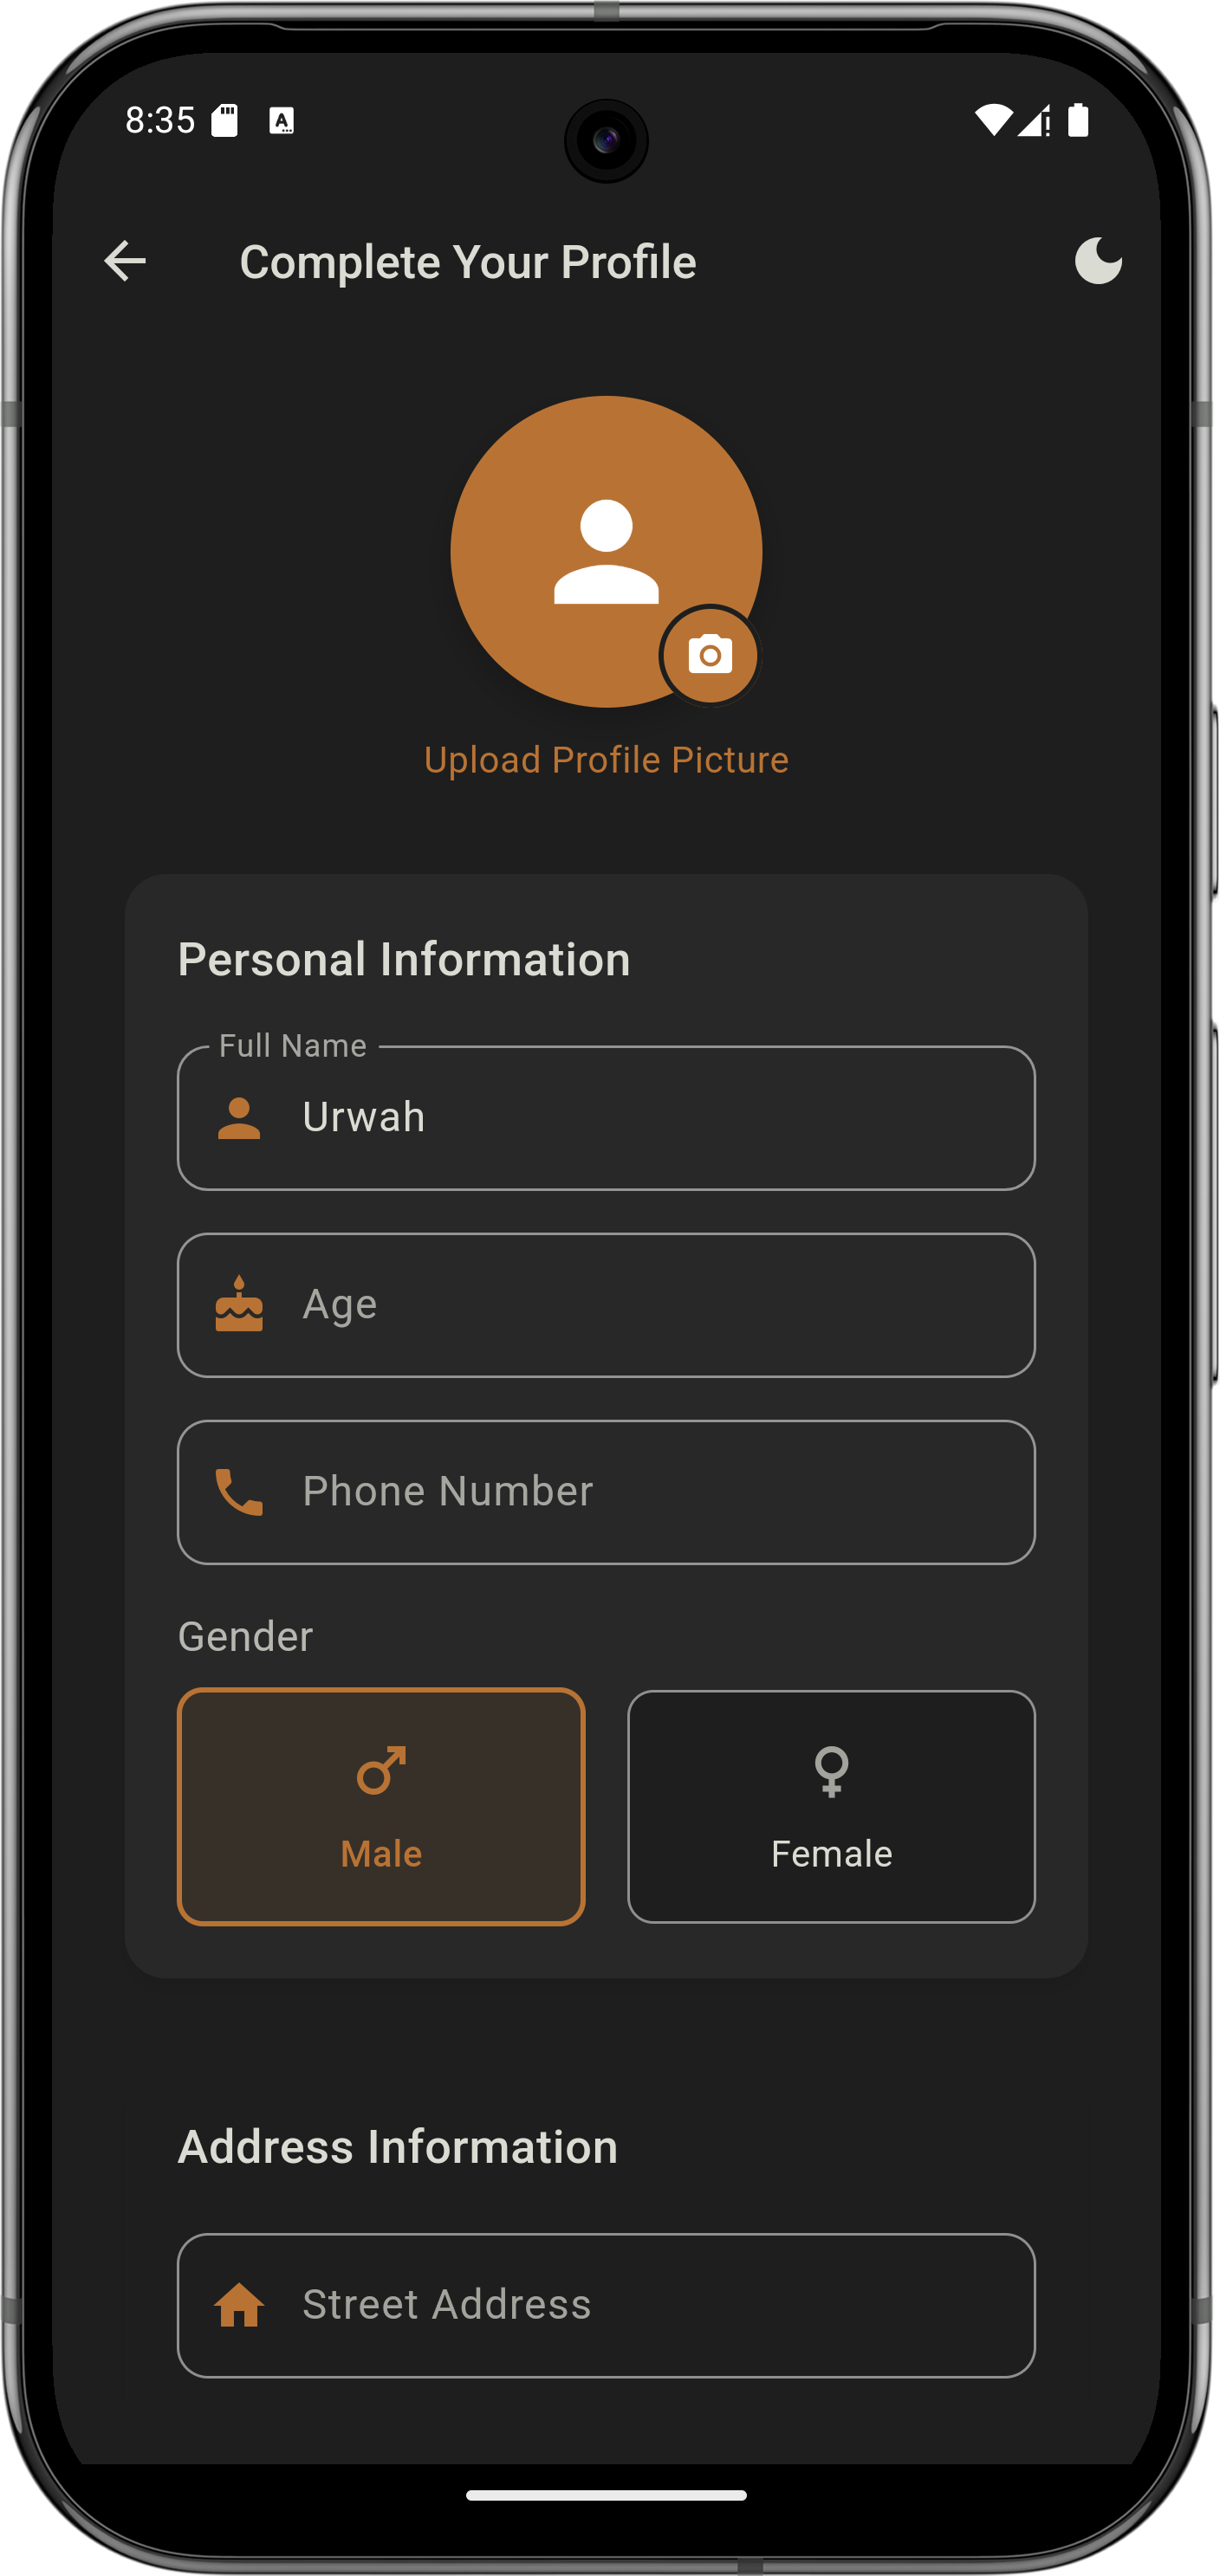 8:35
Complete Your Profile
Upload Profile Picture
Personal Information
Full Name
Urwah
Age
Phone Number
Gender
Male Female
Address Information
Street Address